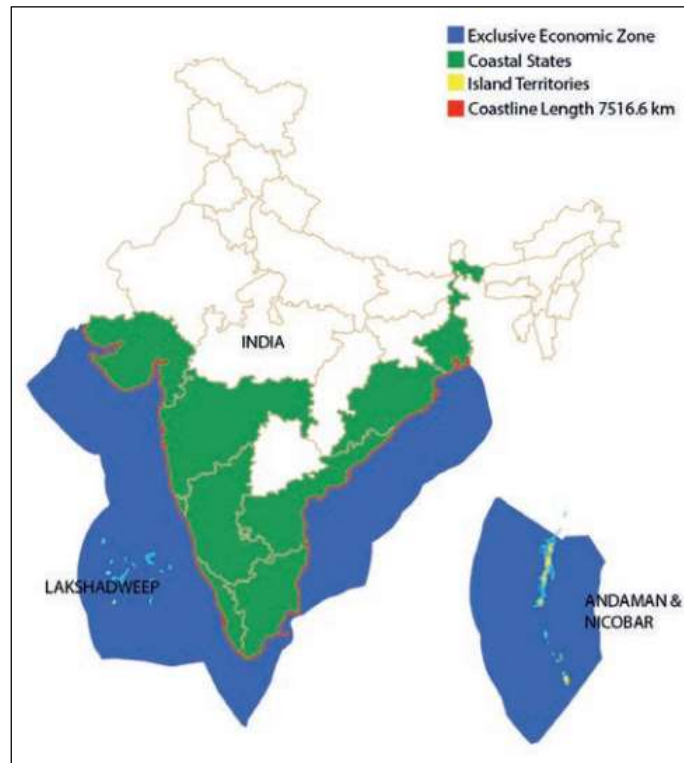 Exclusive Economic Zone
Coastal States
Island Territories
Coastline Length 7516.6 km
INDIA
LAKSHADWEEP
ANDAMAN &
NICOBAR